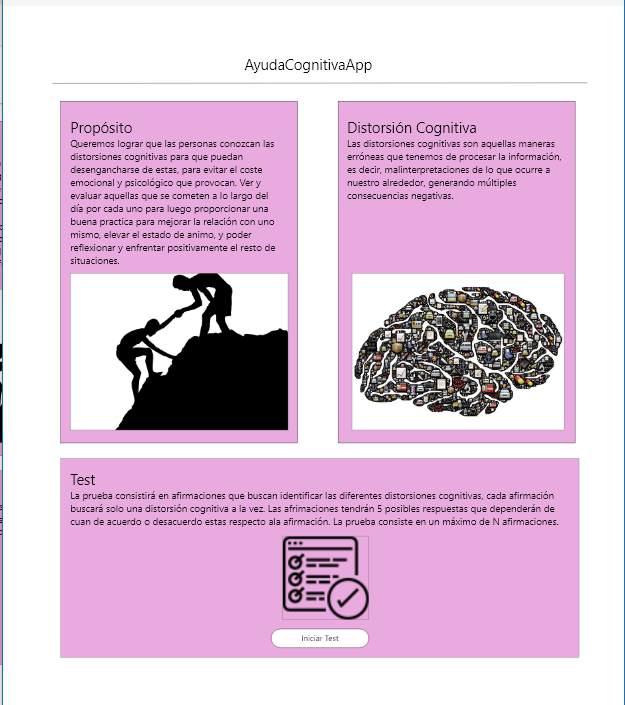 AyudaCognitivaApp
Propósito
Queremos lograr que las personas conozcan las
distorsiones cognitivas para que puedan
desengancharse de estas, para evitar el coste
emocional y psicológico que provocan. Ver y
evaluar aquellas que se cometen a lo largo del
día por cada uno para luego proporcionar una
buena practica para mejorar la relación con uno
mismo, elevar el estado de animo, y poder
reflexionar y enfrentar positivamente el resto de
situaciones.
Distorsión Cognitiva
Las distorsiones cognitivas son aquellas maneras
erróneas que tenemos de procesar la información,
es decir, malinterpretaciones de lo que ocurre a
nuestro alrededor, generando múltiples
consecuencias negativas.
Test
La prueba consistirá en afirmaciones que buscan identificar las diferentes distorsiones cognitivas, cada afirmación
buscará solo una distorsión cognitiva a la vez. Las afrimaciones tendrán 5 posibles respuestas que dependerán de
cuan de acuerdo o desacuerdo estas respecto ala afirmación. La prueba consiste en un máximo de N afirmaciones.
Iniciar Test